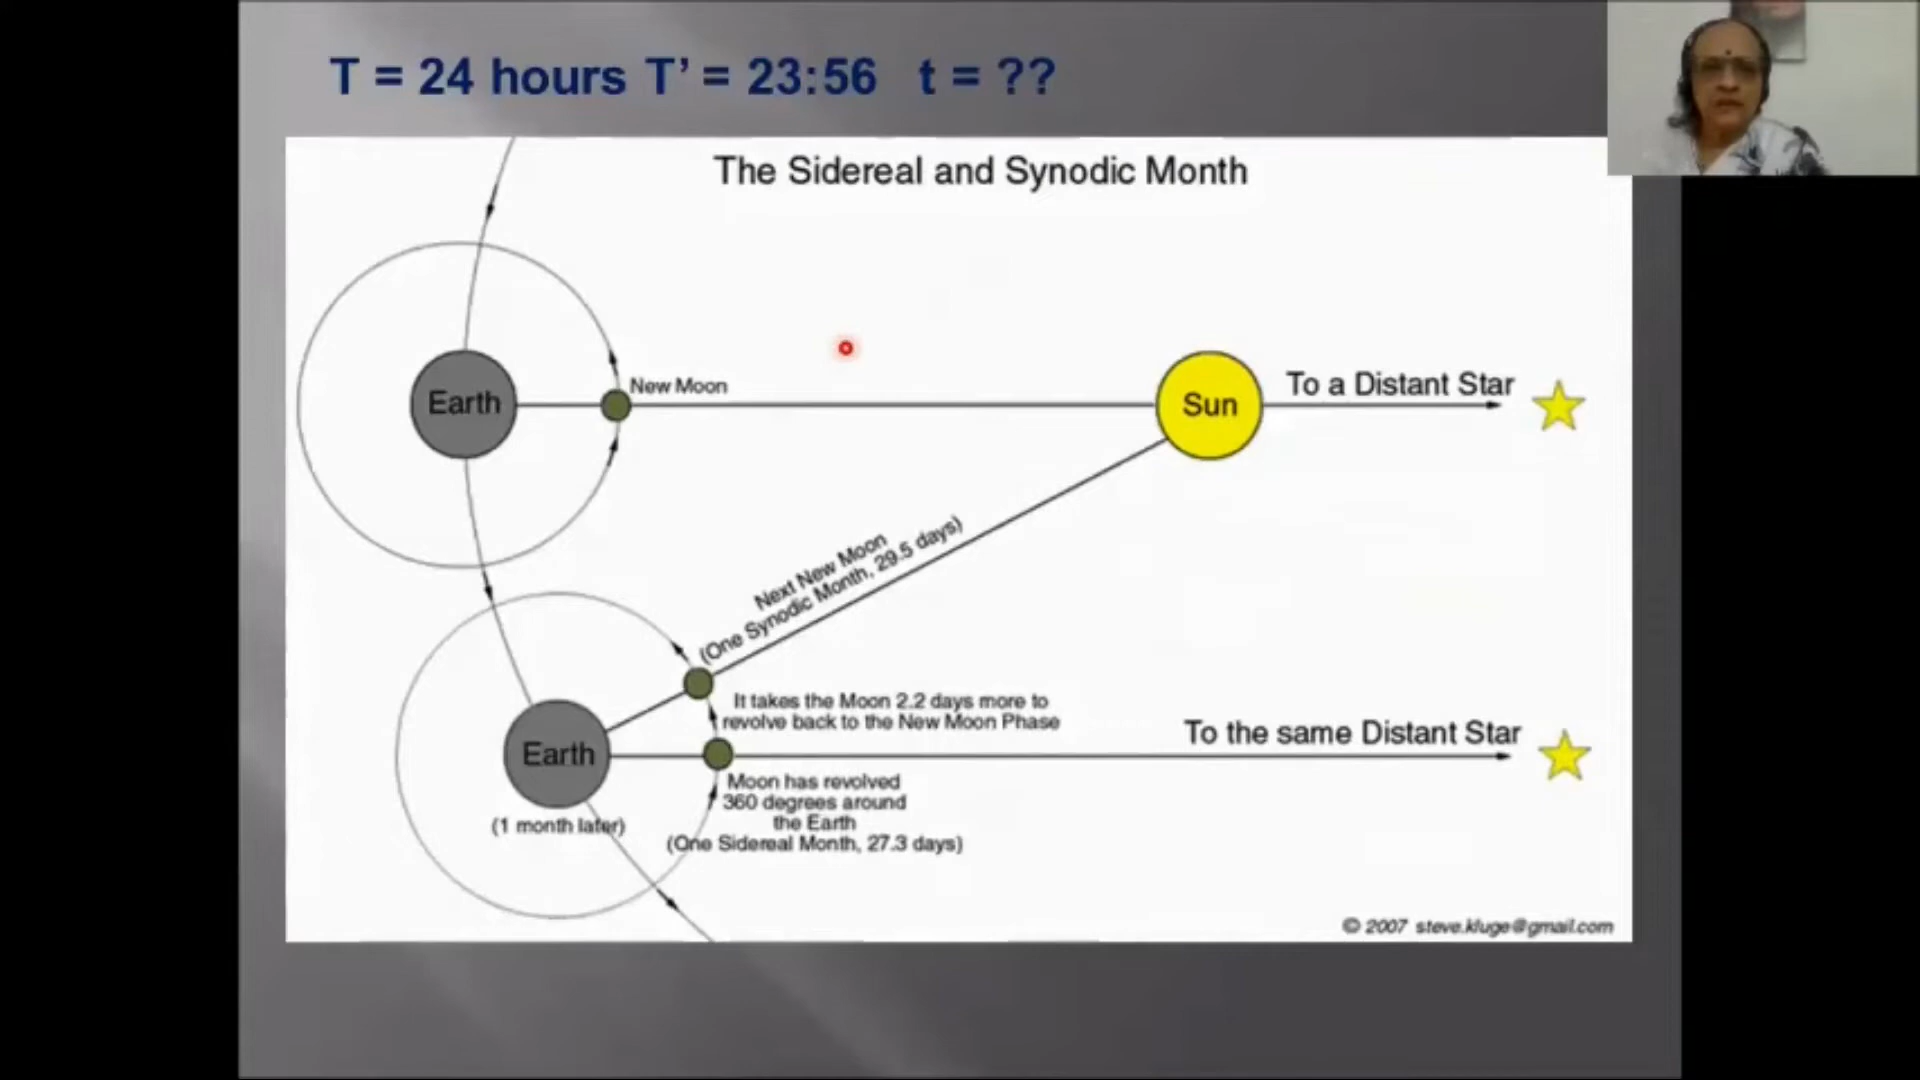 T = 24 hours T’ = 23:56 t = ??
The Sidereal and Synodic Month
New Moon
Earth
Sun
To a Distant Star
Next New Moon
(One Synodic Month, 29.5 days)
It takes the Moon 2.2 days more to
revolve back to the New Moon Phase
To the same Distant Star
Earth
Moon has revolved
360 degrees around
the Earth
(One Sidereal Month, 27.3 days)
(1 month later)
© 2007 steve.kluge@gmail.com